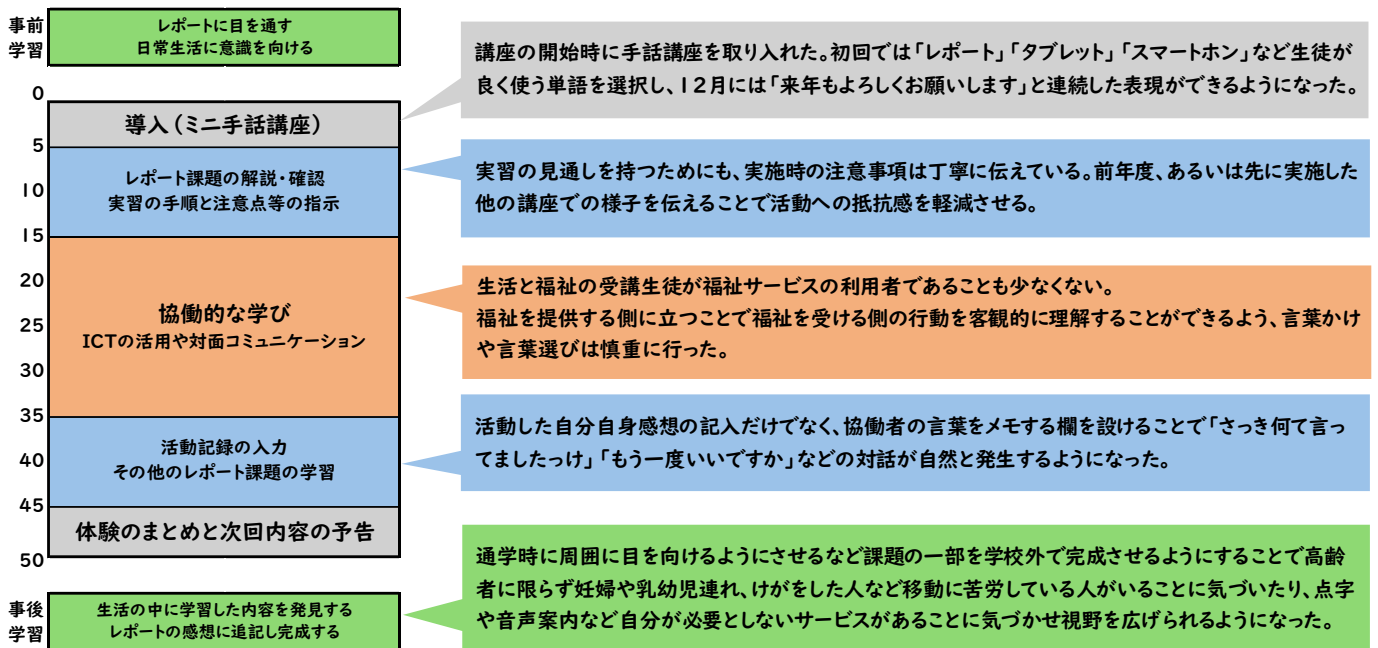 事前
学習
レポートに目を通す
日常生活に意識を向ける
0
導入(ミニ手話講座)
講座の開始時に手話講座を取り入れた。初回では「レポート」「タブレット」「スマートホン」など生徒が
良く使う単語を選択し、12月には「来年もよろしくお願いします」と連続した表現ができるようになった。
5
レポート課題の解説・確認
10
実習の手順と注意点等の指示
実習の見通しを持つためにも、実施時の注意事項は丁寧に伝えている。前年度、あるいは先に実施した
他の講座での様子を伝えることで活動への抵抗感を軽減させる。
15
20
協働的な学び
25
ICTの活用や対面コミュニケーション
30
生活と福祉の受講生徒が福祉サービスの利用者であることも少なくない。
福祉を提供する側に立つことで福祉を受ける側の行動を客観的に理解することができるよう、言葉かけ
や言葉選びは慎重に行った。
35
活動記録の入力
40
その他のレポート課題の学習
活動した自分自身感想の記入だけでなく、協働者の言葉をメモする欄を設けることで「さっき何て言っ
てましたっけ」「もう一度いいですか」などの対話が自然と発生するようになった。
45
体験のまとめと次回内容の予告
50
事後
学習
生活の中に学習した内容を発見する
レポートの感想に追記し完成する
通学時に周囲に目を向けるようにさせるなど課題の一部を学校外で完成させるようにすることで高齢
者に限らず妊婦や乳幼児連れ、けがをした人など移動に苦労している人がいることに気づいたり、点字
や音声案内など自分が必要としないサービスがあることに気づかせ視野を広げられるようになった。